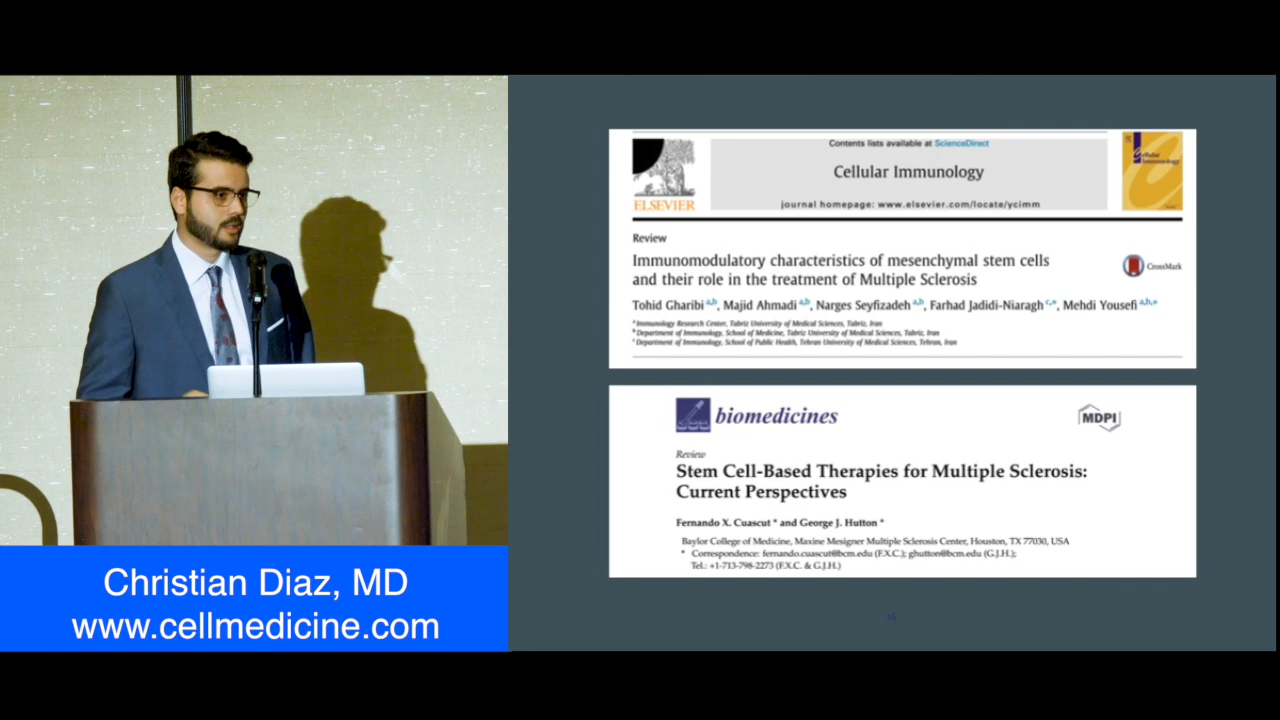 Contents lists available at ScienceDirect
Cellular Immunology
journal homepage: www.elsevier.com/locate/ycimm
ELSEVIER
Cellular Immunology
Review
Immunomodulatory characteristics of mesenchymal stem cells
and their role in the treatment of Multiple Sclerosis
CrossMark
Tohid Gharibi a,b, Majid Ahmadi a,b, Narges Seyfizadeh a,b, Farhad Jadidi-Niaragh c,*, Mehdi Yousefi a,b,*
a Immunology Research Center, Tabriz University of Medical Sciences, Tabriz, Iran
b Department of Immunology, School of Medicine, Tabriz University of Medical Sciences, Tabriz, Iran
c Department of Immunology, School of Public Health, Tehran University of Medical Sciences, Tehran, Iran
biomedicines
MDPI
Review
Stem Cell-Based Therapies for Multiple Sclerosis:
Current Perspectives
Fernando X. Cuascut * and George J. Hutton *
Baylor College of Medicine, Maxine Mesigner Multiple Sclerosis Center, Houston, TX 77030, USA
* Correspondence: fernando.cuascut@bcm.edu (F.X.C.); ghutton@bcm.edu (G.J.H.);
Tel.: +1-713-798-2273 (F.X.C. & G.J.H.)
16
Christian Diaz, MD
www.cellmedicine.com